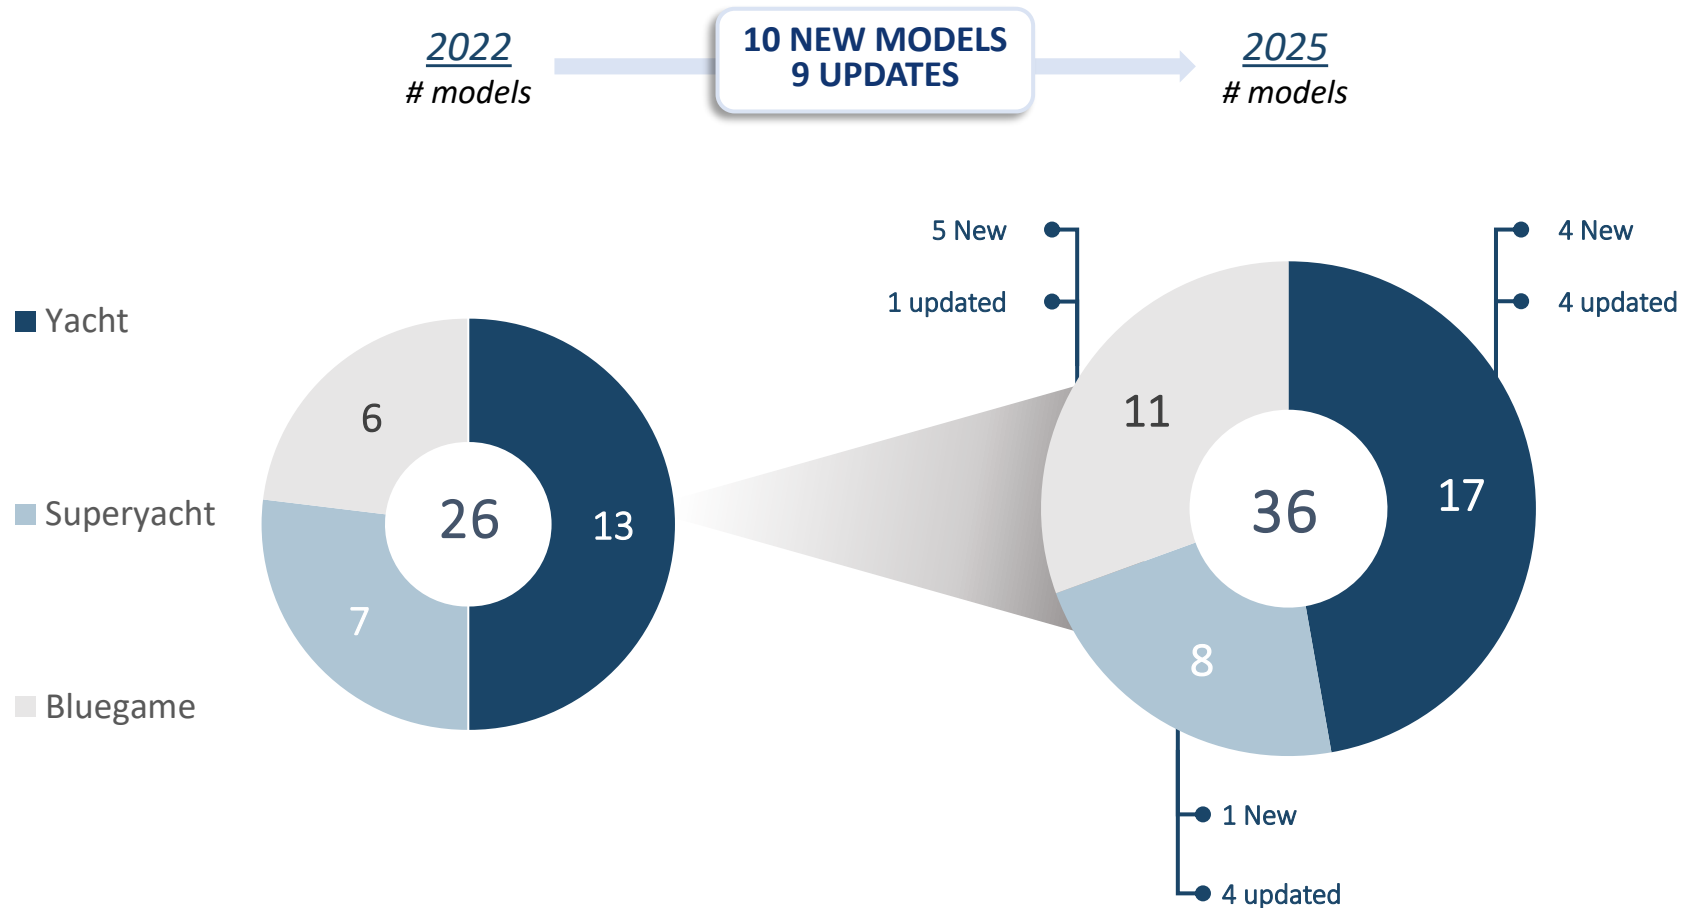 2022
# models
10 NEW MODELS
9 UPDATES
2025
# models
Yacht
Superyacht
Bluegame
6
26
13
7
5 New
1 updated
4 New
4 updated
11
36
17
8
1 New
4 updated